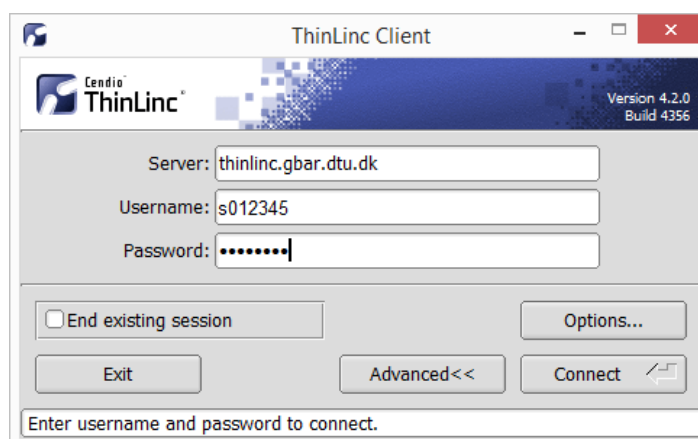 ThinLinc Client
Cendio
ThinLinc
Version 4.2.0
Build 4356
Server: thinlinc.gbar.dtu.dk
Username: s012345
Password: ••••••••
End existing session
Options...
Exit Advanced<< Connect
Enter username and password to connect.